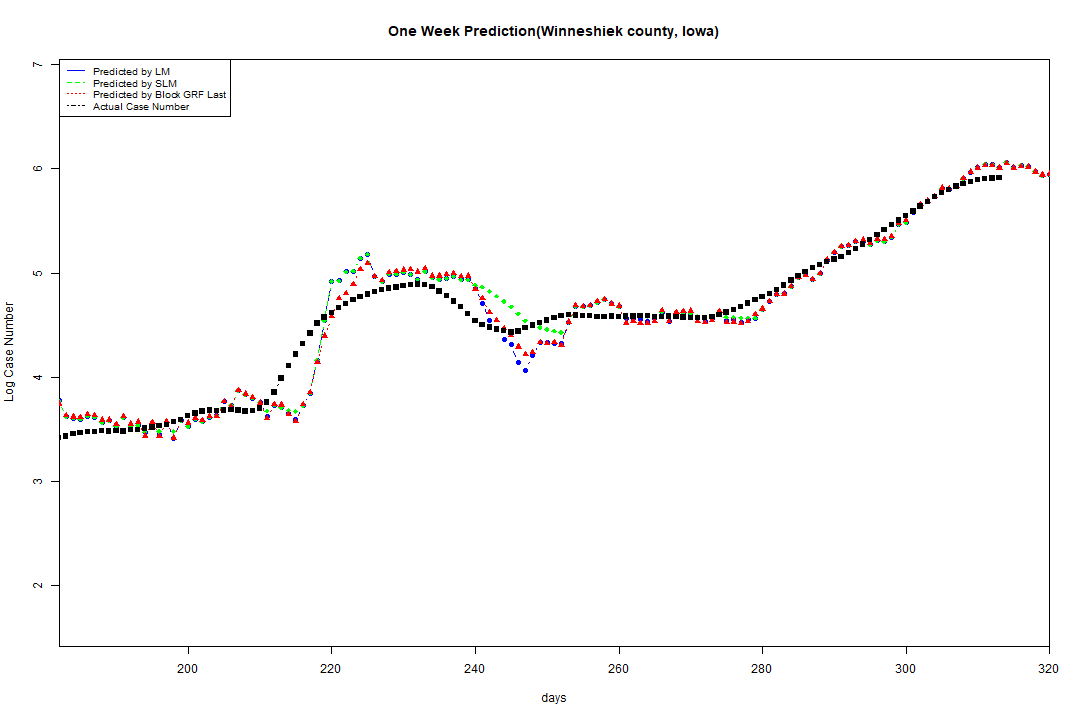 One Week Prediction(Winneshiek county, Iowa)
7
Predicted by LM
Predicted by SLM
Predicted by Block GRF Last
Actual Case Number
6
5
4
3
2
Log Case Number
200
220
240
260
280
300
320
days